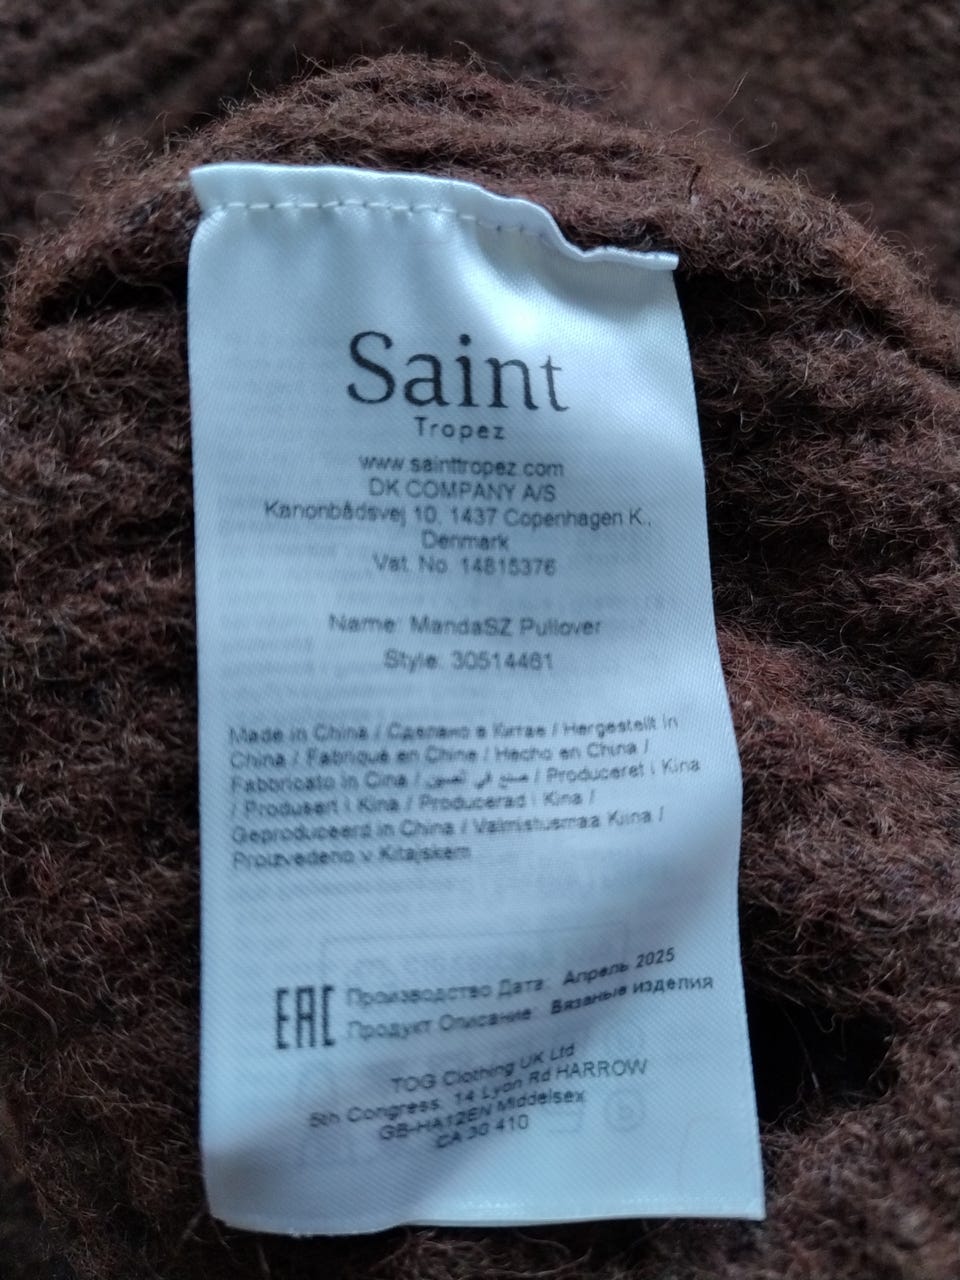 Saint
Tropez
www.sainttropez.com
DK COMPANY A/S
Kanonbådsvej 10, 1437 Copenhagen K.,
Denmark
Vat. No. 14815376
Name: MandaSZ Pullover
Style: 30514461
Made in China / Сделано в Китае / Hergestellt in
China / Fabriqué en Chine / Hecho en China /
Fabbricato in Cina / صنع في / Produceret i Kina
/ Produsert i Kina / Producerad i Kina /
Geproduceerd in China / Valmistusmaa Kiina /
Proizvedeno v Kitajskem
EAC Производство Дата: Апрель 2025
Продукт Описание: Вязаные изделия
TOG Clothing UK Ltd
5th Congress, 14 Lyon Rd HARROW
GB-HA12EN Middelsex
CA 30 410